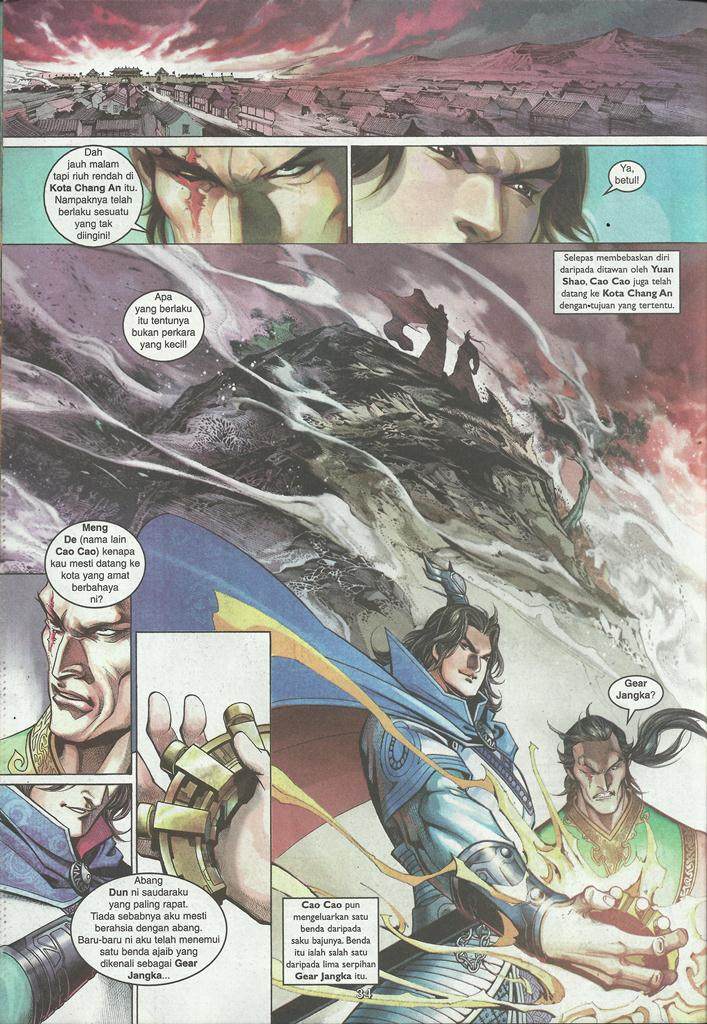 Dah
jauh malam
tapi riuh rendah di
Kota Chang An itu.
Nampaknya telah
berlaku sesuatu
yang tak
diingini!
Ya,
betul!
Selepas membebaskan diri
daripada ditawan oleh Yuan
Shao, Cao Cao juga telah
datang ke Kota Chang An
dengan tujuan yang tertentu.
Apa
yang berlaku
itu tentunya
bukan perkara
yang kecil!
Meng
De (nama lain
Cao Cao) kenapa
kau mesti datang ke
kota yang amat
berbahaya
ni?
Abang
Dun ni saudaraku
yang paling rapat.
Tiada sebabnya aku mesti
berahsia dengan abang.
Baru-baru ni aku telah menemui
satu benda ajaib yang
dikenali sebagai Gear
Jangka...
Cao Cao pun
mengeluarkan satu
benda daripada
saku bajunya. Benda
itu ialah salah satu
daripada lima serpihan
Gear Jangka itu.
Gear
Jangka?
34